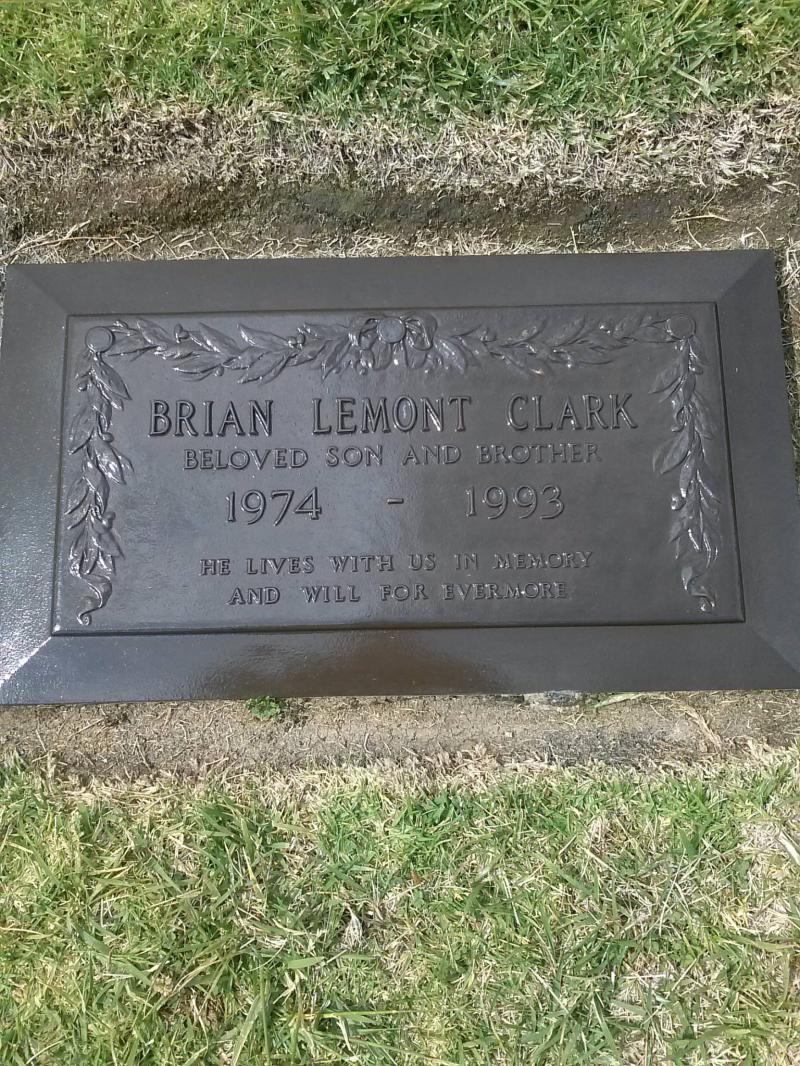 BRIAN LEMONT CLARK
BELOVED SON AND BROTHER
1974 - 1993
HE LIVES WITH US IN MEMORY
AND WILL FOR EVERMORE